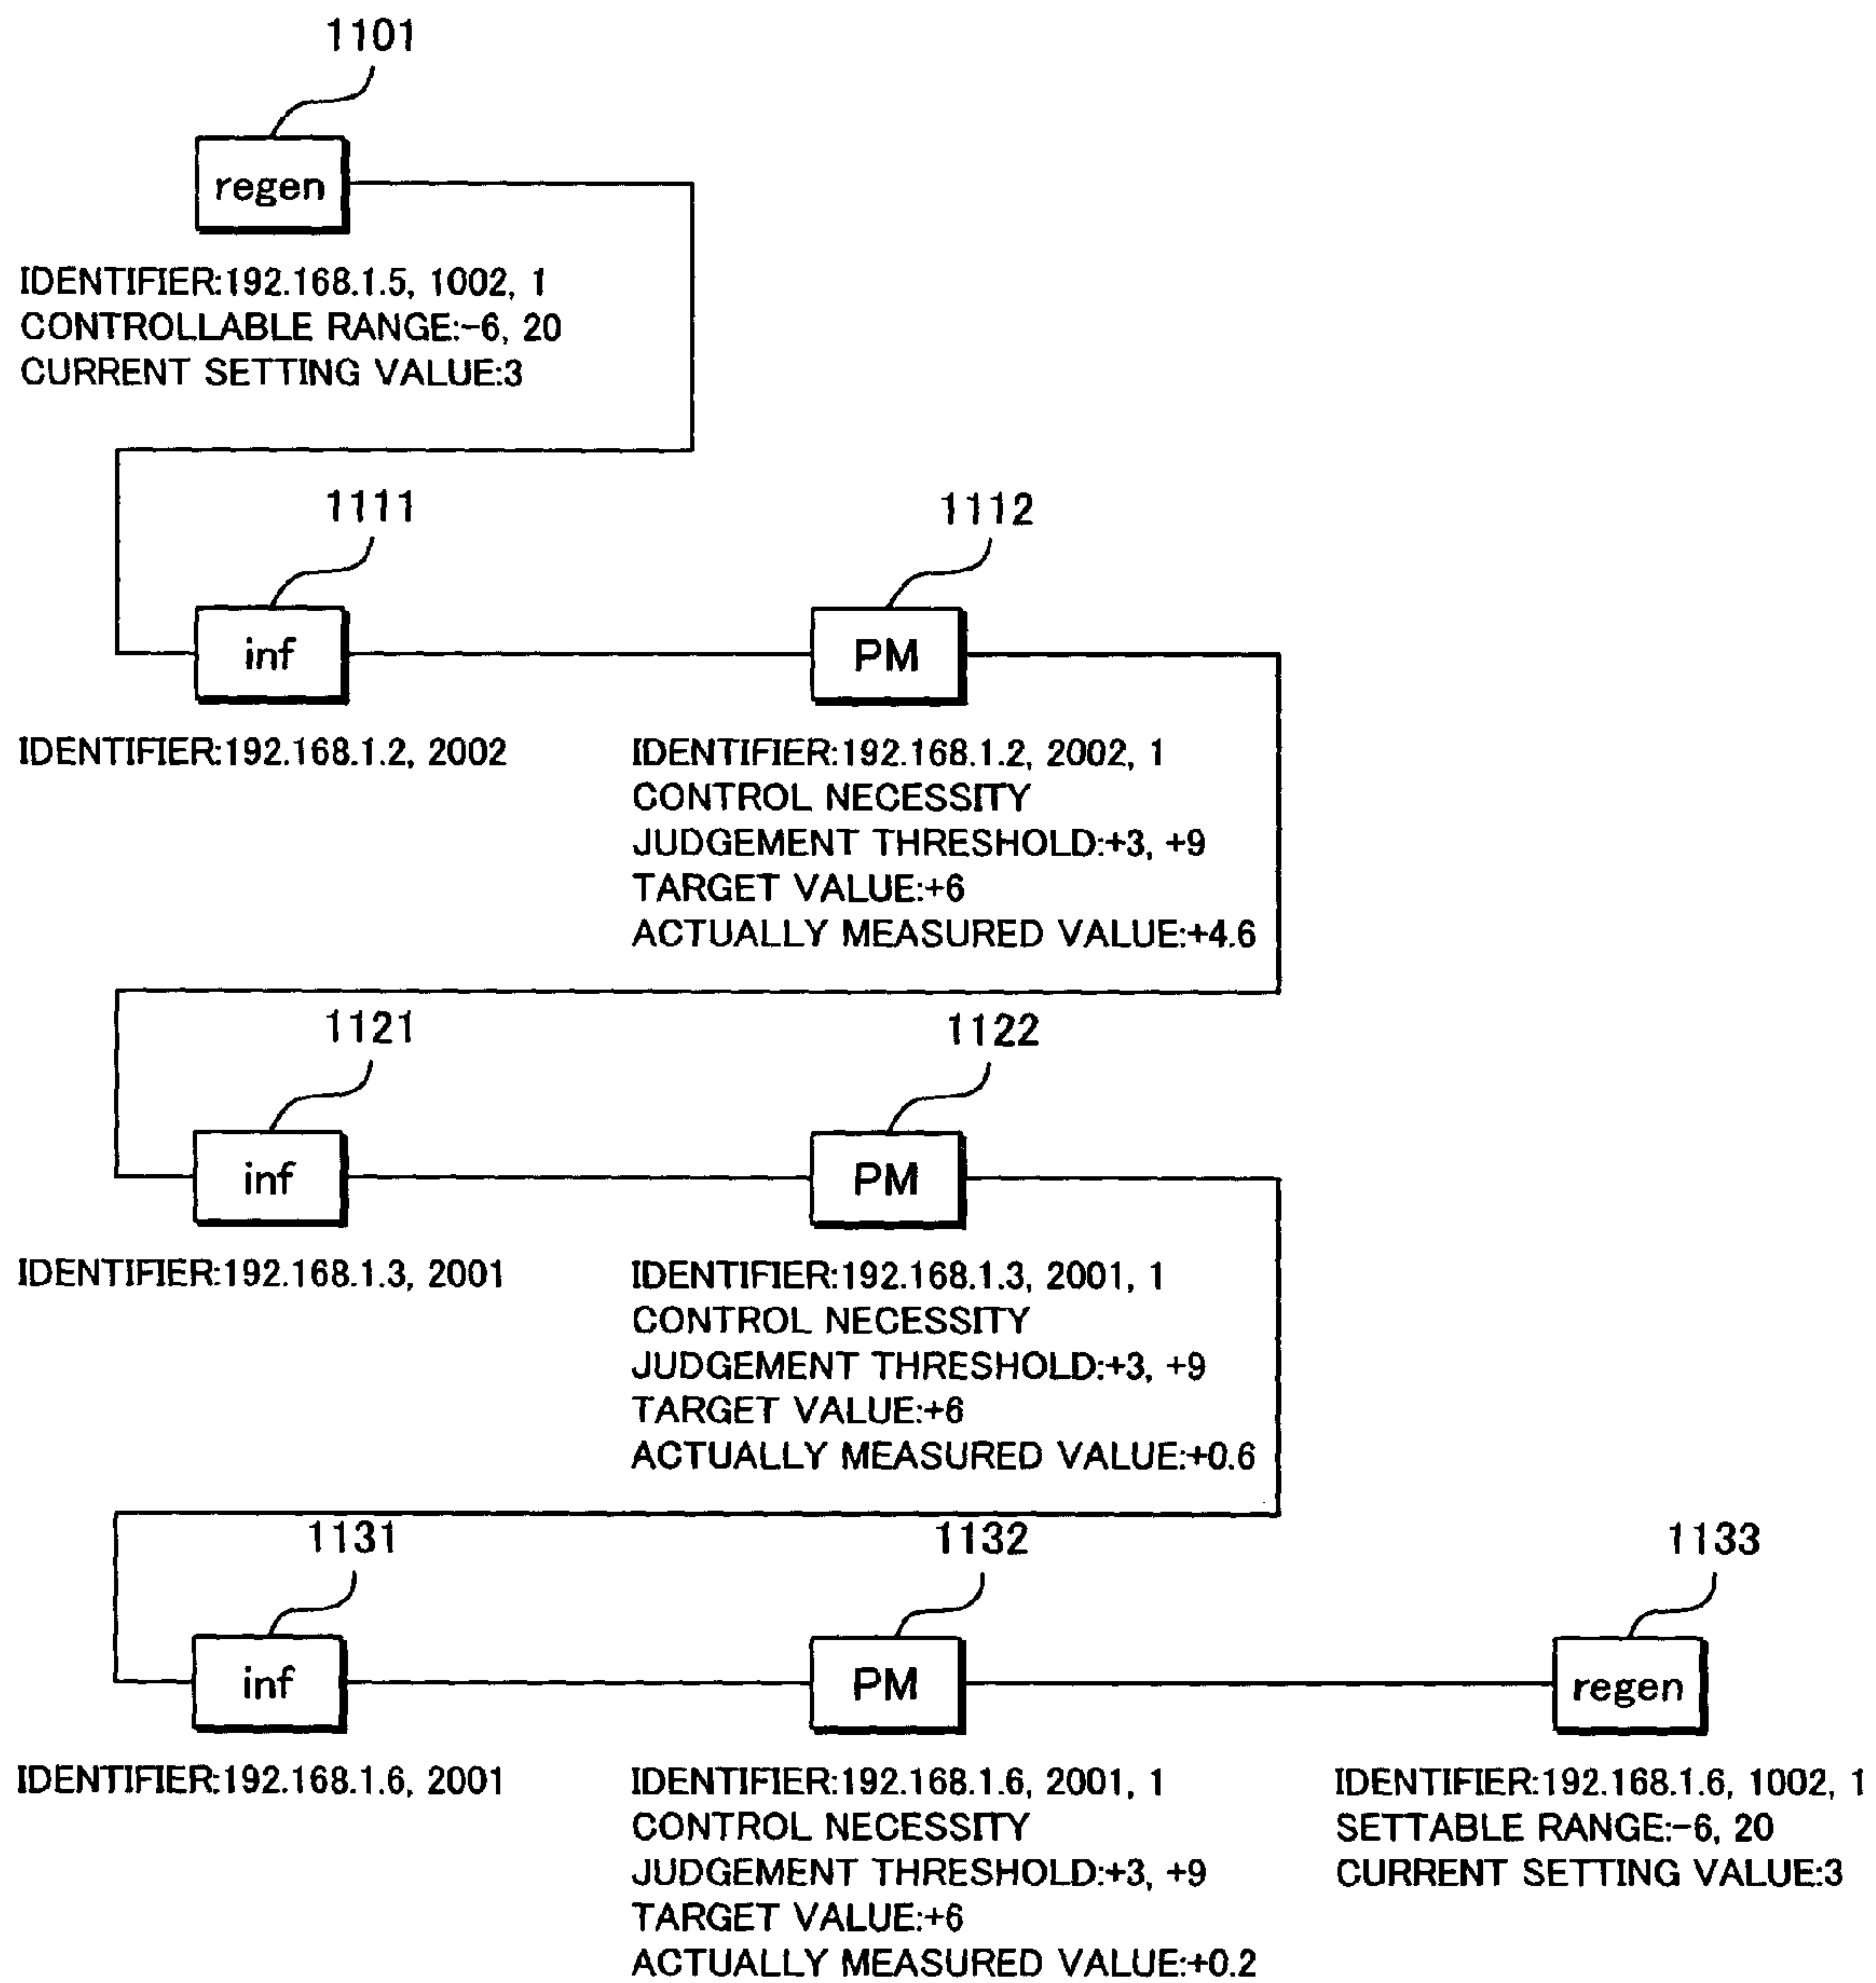 1101
regen
IDENTIFIER:192.168.1.5, 1002, 1
CONTROLLABLE RANGE:-6, 20
CURRENT SETTING VALUE:3
1111
inf
IDENTIFIER:192.168.1.2, 2002
1112
PM
IDENTIFIER:192.168.1.2, 2002, 1
CONTROL NECESSITY
JUDGEMENT THRESHOLD:+3, +9
TARGET VALUE:+6
ACTUALLY MEASURED VALUE:+4.6
1121
inf
IDENTIFIER:192.168.1.3, 2001
1122
PM
IDENTIFIER:192.168.1.3, 2001, 1
CONTROL NECESSITY
JUDGEMENT THRESHOLD:+3, +9
TARGET VALUE:+6
ACTUALLY MEASURED VALUE:+0.6
1131
inf
IDENTIFIER:192.168.1.6, 2001
1132
PM
IDENTIFIER:192.168.1.6, 2001, 1
CONTROL NECESSITY
JUDGEMENT THRESHOLD:+3, +9
TARGET VALUE:+6
ACTUALLY MEASURED VALUE:+0.2
1133
regen
IDENTIFIER:192.168.1.6, 1002, 1
SETTABLE RANGE:-6, 20
CURRENT SETTING VALUE:3